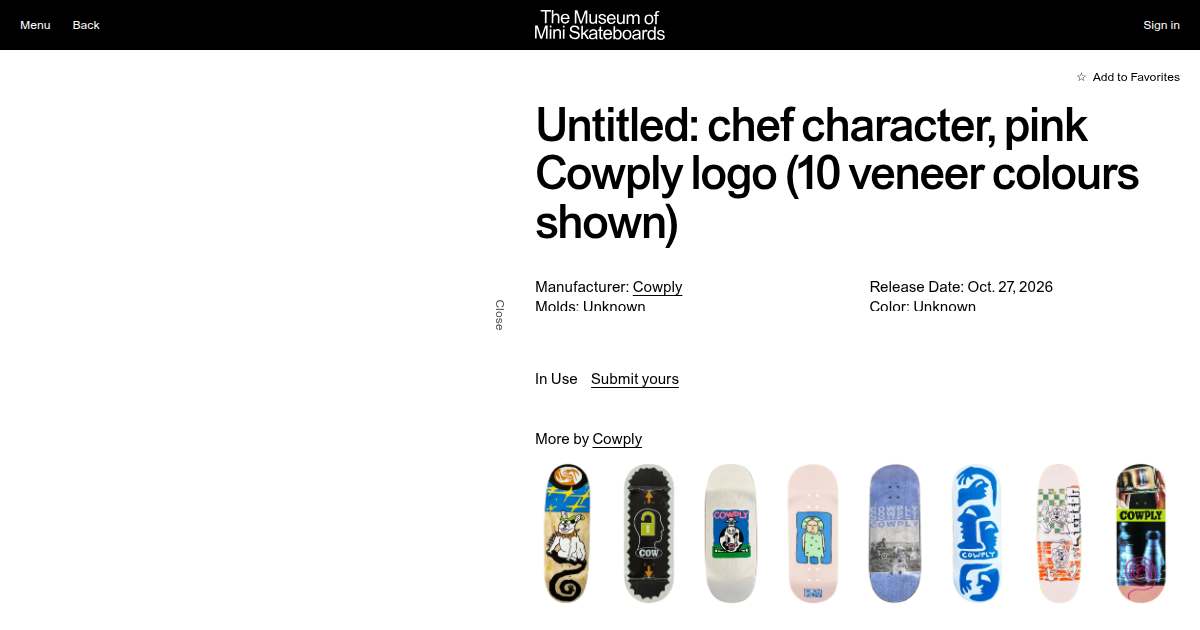 Menu
Back
The Museum of
Mini Skateboards
Sign in
☆ Add to Favorites
Untitled: chef character, pink
Cowply logo (10 veneer colours
shown)
Manufacturer: Cowply
Release Date: Oct. 27, 2026
Molds: Unknown
Color: Unknown
Close
In Use
Submit yours
More by Cowply
COW
COWPLY
COWPLY
COWPLY
COWPLY
COWPLY